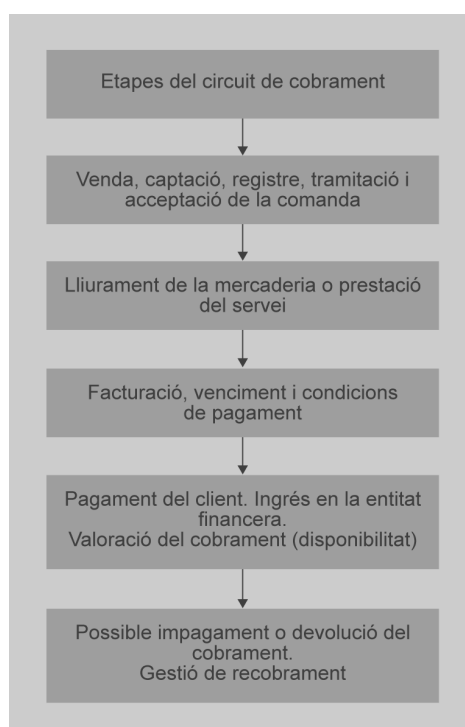 Etapes del circuit de cobrament
Venda, captació, registre, tramitació i
acceptació de la comanda
Lliurament de la mercaderia o prestació
del servei
Facturació, venciment i condicions
de pagament
Pagament del client. Ingrés en la entitat
financera.
Valoració del cobrament (disponibilitat)
Possible impagament o devolució del
cobrament.
Gestió de recobrament